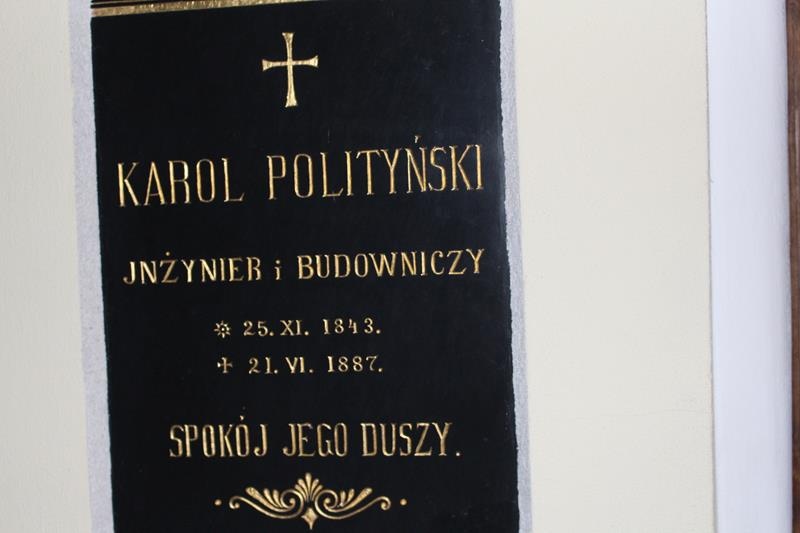 KAROL POLITYŃSKI
JNŻYNIER i BUDOWNICZY
✲ 25. XI. 1843.
✝ 21. VI. 1887.
SPOKÓJ JEGO DUSZY.